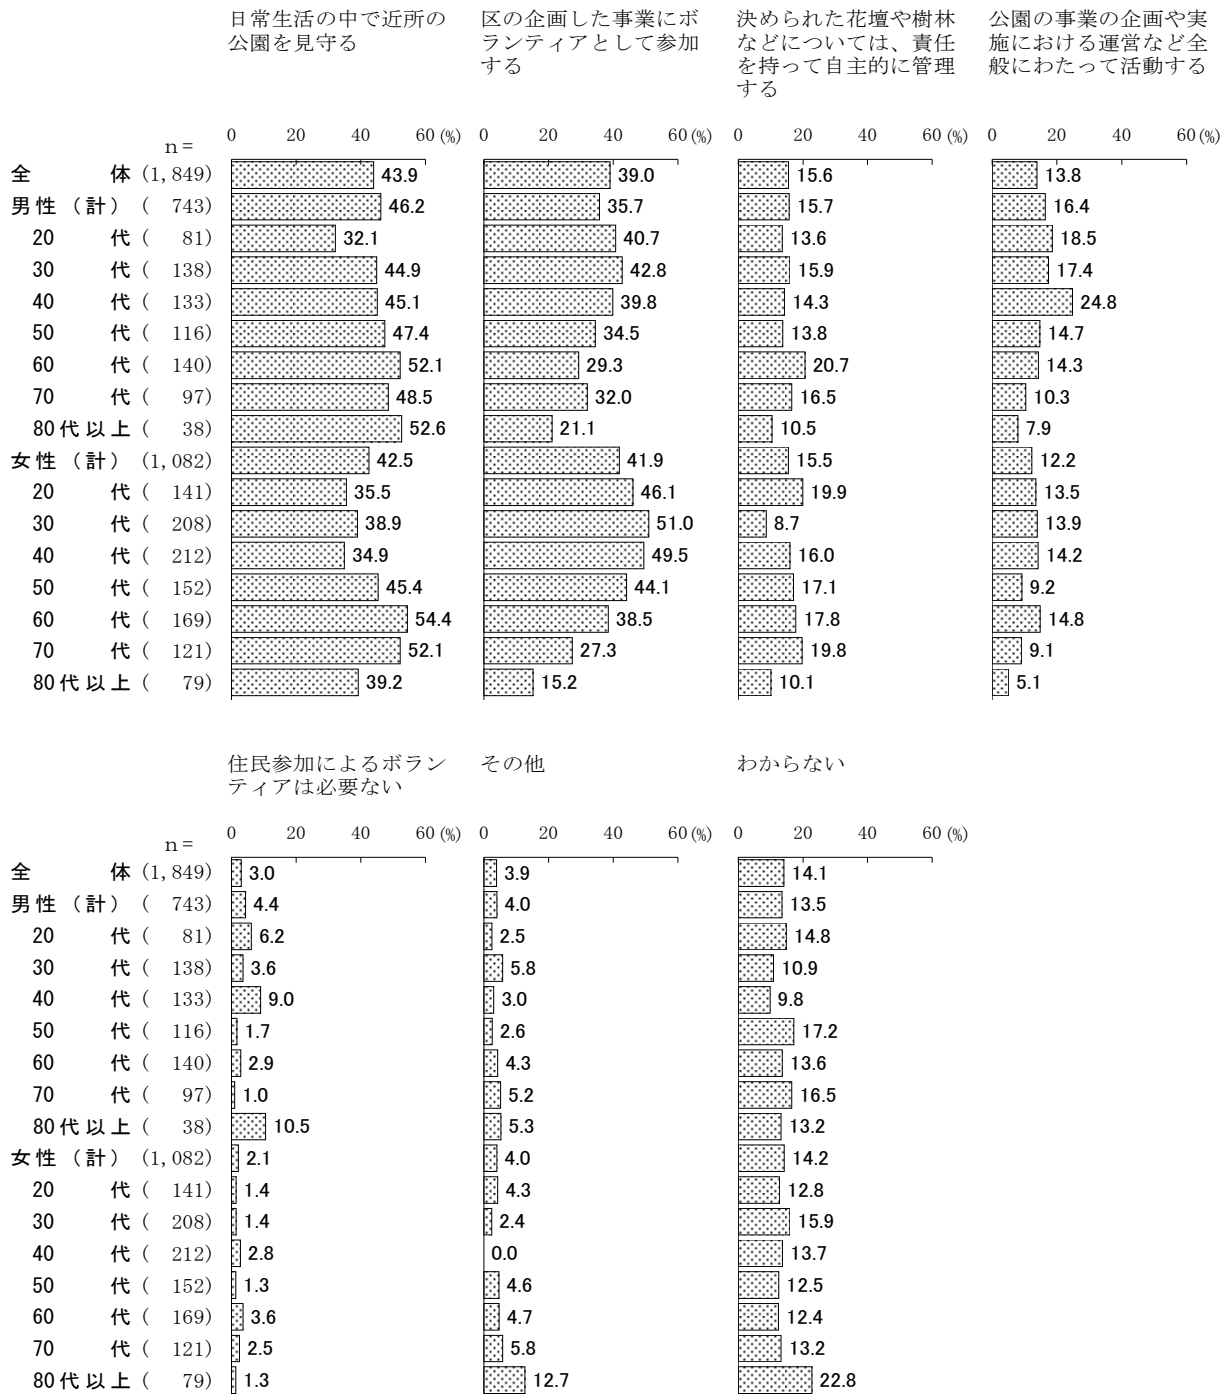 日常生活の中で近所の
公園を見守る
区の企画した事業にボ
ランティアとして参加
する
決められた花壇や樹林
などについては、責任
を持って自主的に管理
する
公園の事業の企画や実
施における運営など全
般にわたって活動する
n= 0 20 40 60(%) 0 20 40 60(%) 0 20 40 60(%) 0 20 40 60(%)
全 体 (1,849) 43.9 39.0 15.6 13.8
男性(計) ( 743) 46.2 35.7 15.7 16.4
20 代 ( 81) 32.1 40.7 13.6 18.5
30 代 ( 138) 44.9 42.8 15.9 17.4
40 代 ( 133) 45.1 39.8 14.3 24.8
50 代 ( 116) 47.4 34.5 13.8 14.7
60 代 ( 140) 52.1 29.3 20.7 14.3
70 代 ( 97) 48.5 32.0 16.5 10.3
80代以上 ( 38) 52.6 21.1 10.5 7.9
女性(計) (1,082) 42.5 41.9 15.5 12.2
20 代 ( 141) 35.5 46.1 19.9 13.5
30 代 ( 208) 38.9 51.0 8.7 13.9
40 代 ( 212) 34.9 49.5 16.0 14.2
50 代 ( 152) 45.4 44.1 17.1 9.2
60 代 ( 169) 54.4 38.5 17.8 14.8
70 代 ( 121) 52.1 27.3 19.8 9.1
80代以上 ( 79) 39.2 15.2 10.1 5.1
住民参加によるボラン
ティアは必要ない
その他
わからない
n= 0 20 40 60(%) 0 20 40 60(%) 0 20 40 60(%)
全 体 (1,849) 3.0 3.9 14.1
男性(計) ( 743) 4.4 4.0 13.5
20 代 ( 81) 6.2 2.5 14.8
30 代 ( 138) 3.6 5.8 10.9
40 代 ( 133) 9.0 3.0 9.8
50 代 ( 116) 1.7 2.6 17.2
60 代 ( 140) 2.9 4.3 13.6
70 代 ( 97) 1.0 5.2 16.5
80代以上 ( 38) 10.5 5.3 13.2
女性(計) (1,082) 2.1 4.0 14.2
20 代 ( 141) 1.4 4.3 12.8
30 代 ( 208) 1.4 2.4 15.9
40 代 ( 212) 2.8 0.0 13.7
50 代 ( 152) 1.3 4.6 12.5
60 代 ( 169) 3.6 4.7 12.4
70 代 ( 121) 2.5 5.8 13.2
80代以上 ( 79) 1.3 12.7 22.8